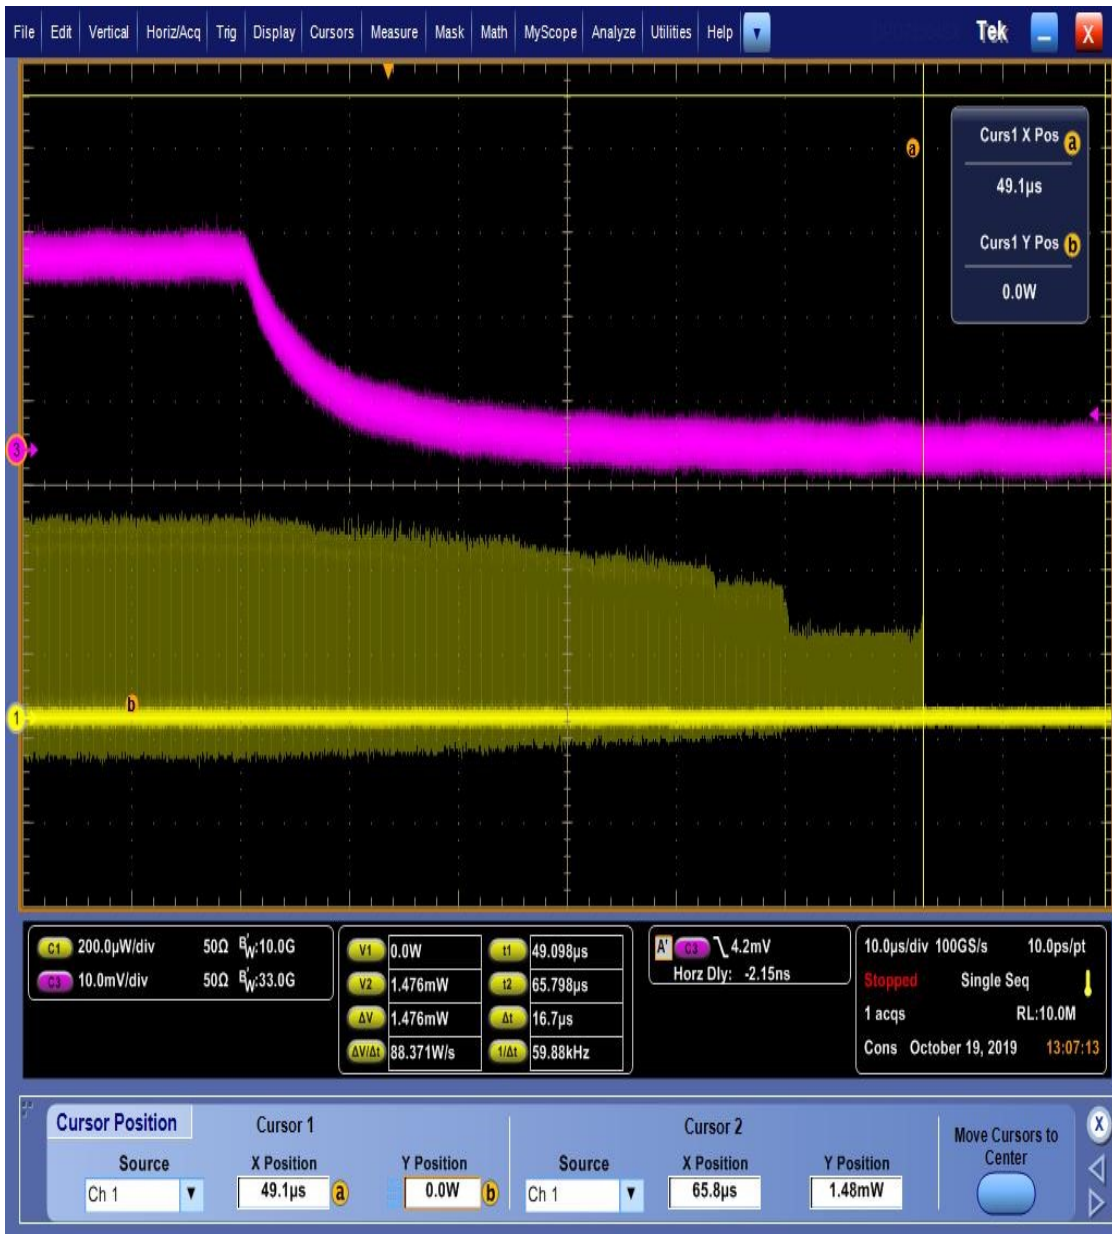 File Edit Vertical Horiz/Acq Trig Display Cursors Measure Mask Math MyScope Analyze Utilities Help Tek X
Curs1 X Pos a
49.1µs
Curs1 Y Pos b
0.0W
a
3
b
1
C1 200.0µW/div 50Ω B'W:10.0G
C3 10.0mV/div 50Ω B'W:33.0G
V1 0.0W t1 49.098µs
V2 1.476mW t2 65.798µs
ΔV 1.476mW Δt 16.7µs
ΔV/Δt 88.371W/s 1/Δt 59.88kHz
A' C3 4.2mV
Horz Dly: -2.15ns
10.0µs/div 100GS/s 10.0ps/pt
Stopped Single Seq
1 acqs RL:10.0M
Cons October 19, 2019 13:07:13
Cursor Position Cursor 1 Cursor 2 X
Move Cursors to Center
Source X Position Y Position Source X Position Y Position
Ch 1 49.1µs a 0.0W b Ch 1 65.8µs 1.48mW